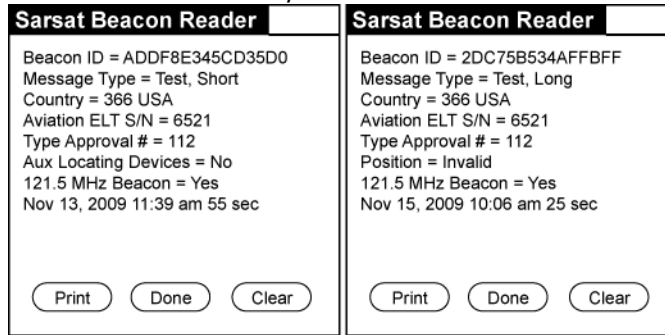 Sarsat Beacon Reader
Beacon ID = ADDF8E345CD35D0
Message Type = Test, Short
Country = 366 USA
Aviation ELT S/N = 6521
Type Approval # = 112
Aux Locating Devices = No
121.5 MHz Beacon = Yes
Nov 13, 2009 11:39 am 55 sec
Print
Done
Clear
Sarsat Beacon Reader
Beacon ID = 2DC75B534AFFBFF
Message Type = Test, Long
Country = 366 USA
Aviation ELT S/N = 6521
Type Approval # = 112
Position = Invalid
121.5 MHz Beacon = Yes
Nov 15, 2009 10:06 am 25 sec
Print
Done
Clear